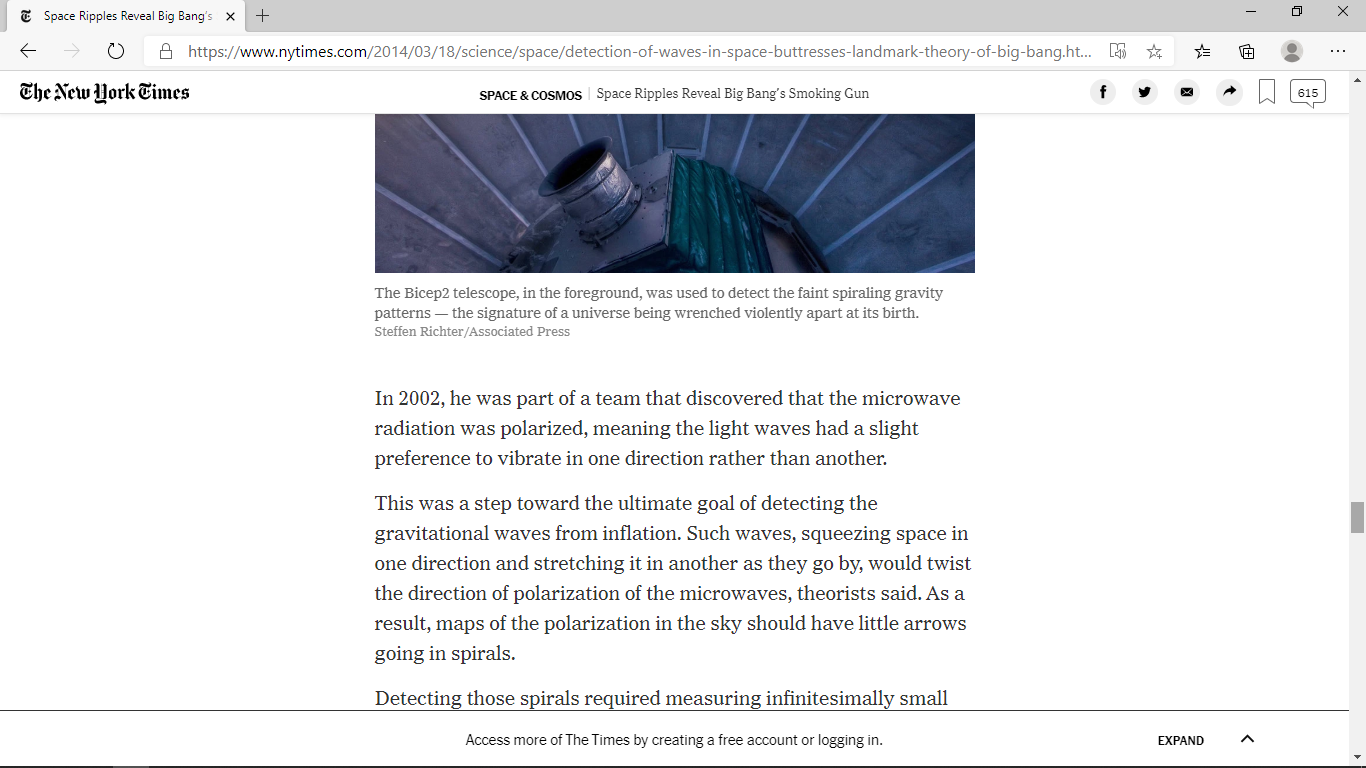 Space Ripples Reveal Big Bang's
https://www.nytimes.com/2014/03/18/science/space/detection-of-waves-in-space-buttresses-landmark-theory-of-big-bang.ht...
The New York Times
SPACE & COSMOS | Space Ripples Reveal Big Bang's Smoking Gun
615
The Bicep2 telescope, in the foreground, was used to detect the faint spiraling gravity
patterns — the signature of a universe being wrenched violently apart at its birth.
Steffen Richter/Associated Press
In 2002, he was part of a team that discovered that the microwave
radiation was polarized, meaning the light waves had a slight
preference to vibrate in one direction rather than another.
This was a step toward the ultimate goal of detecting the
gravitational waves from inflation. Such waves, squeezing space in
one direction and stretching it in another as they go by, would twist
the direction of polarization of the microwaves, theorists said. As a
result, maps of the polarization in the sky should have little arrows
going in spirals.
Detecting those spirals required measuring infinitesimally small
Access more of The Times by creating a free account or logging in.
EXPAND